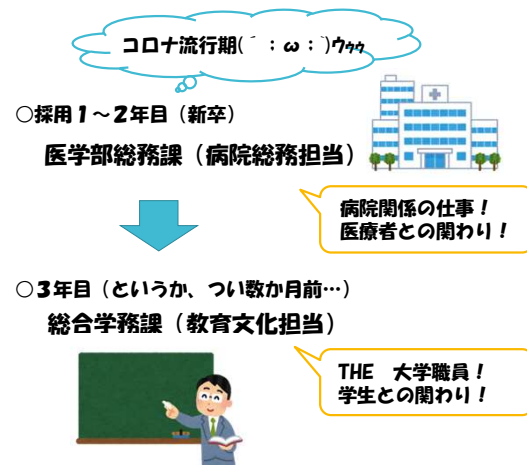 コロナ流行期(´；ω；`)ウゥゥ
○採用１～２年目（新卒）
医学部総務課（病院総務担当）
病院関係の仕事！
医療者との関わり！
○３年目（というか、つい数か月前…）
総合学務課（教育文化担当）
THE　大学職員！
学生との関わり！